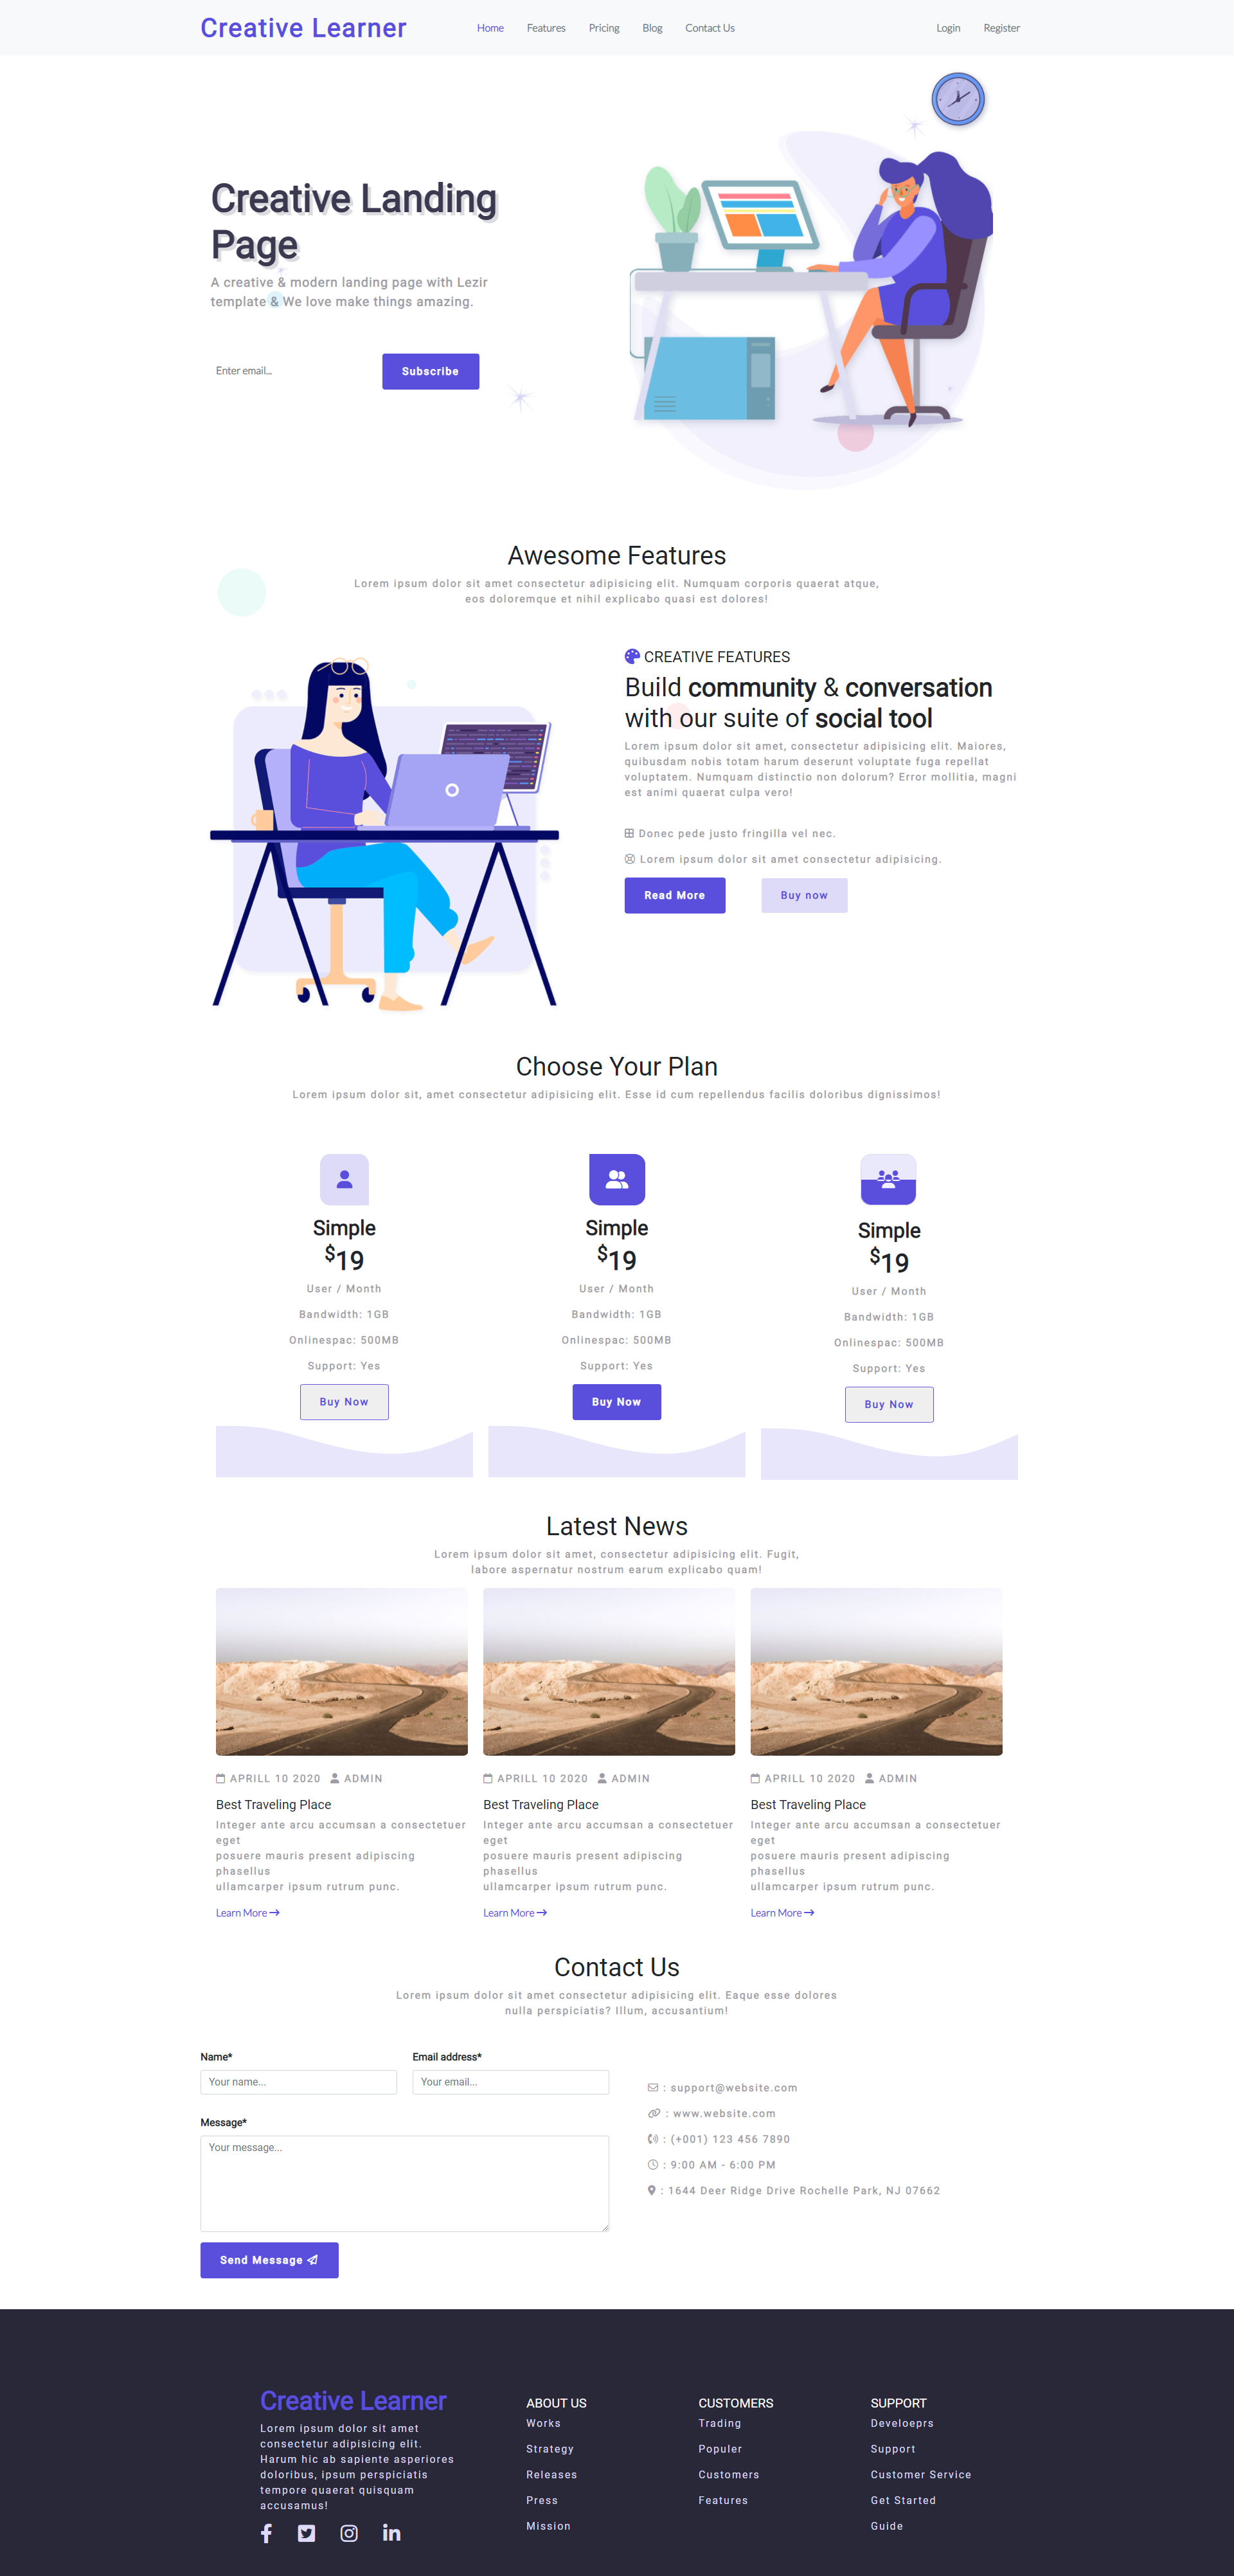 Creative Learner
Home Features Pricing Blog Contact Us
Login Register
Creative Landing
Page
A creative & modern landing page with Lezir
template & We love make things amazing.
Enter email...
Subscribe
Awesome Features
Lorem ipsum dolor sit amet consectetur adipisicing elit. Numquam corporis quaerat atque,
eos doloremque et nihil explicabo quasi est dolores!
CREATIVE FEATURES
Build community & conversation
with our suite of social tool
Lorem ipsum dolor sit amet, consectetur adipisicing elit. Maiores,
quibusdam nobis totam harum deserunt voluptate fuga repellat
voluptatem. Numquam distinctio non dolorum? Error mollitia, magni
est animi quaerat culpa vero!
Donec pede justo fringilla vel nec.
Lorem ipsum dolor sit amet consectetur adipisicing.
Read More
Buy now
Choose Your Plan
Lorem ipsum dolor sit, amet consectetur adipisicing elit. Esse id cum repellendus facilis doloribus dignissimos!
Simple
$19
User / Month
Bandwidth: 1GB
Onlinespac: 500MB
Support: Yes
Buy Now
Simple
$19
User / Month
Bandwidth: 1GB
Onlinespac: 500MB
Support: Yes
Buy Now
Simple
$19
User / Month
Bandwidth: 1GB
Onlinespac: 500MB
Support: Yes
Buy Now
Latest News
Lorem ipsum dolor sit amet, consectetur adipisicing elit. Fugit,
labore aspernatur nostrum earum explicabo quam!
APRILL 10 2020 ADMIN
Best Traveling Place
Integer ante arcu accumsan a consectetuer
eget
posuere mauris present adipiscing
phasellus
ullamcarper ipsum rutrum punc.
Learn More
APRILL 10 2020 ADMIN
Best Traveling Place
Integer ante arcu accumsan a consectetuer
eget
posuere mauris present adipiscing
phasellus
ullamcarper ipsum rutrum punc.
Learn More
APRILL 10 2020 ADMIN
Best Traveling Place
Integer ante arcu accumsan a consectetuer
eget
posuere mauris present adipiscing
phasellus
ullamcarper ipsum rutrum punc.
Learn More
Contact Us
Lorem ipsum dolor sit amet consectetur adipisicing elit. Eaque esse dolores
nulla perspiciatis? Illum, accusantium!
Name*
Your name...
Email address*
Your email...
Message*
Your message...
Send Message
: support@website.com
: www.website.com
: (+001) 123 456 7890
: 9:00 AM - 6:00 PM
: 1644 Deer Ridge Drive Rochelle Park, NJ 07662
Creative Learner
Lorem ipsum dolor sit amet
consectetur adipisicing elit.
Harum hic ab sapiente asperiores
doloribus, ipsum perspiciatis
tempore quaerat quisquam
accusamus!
ABOUT US
Works
Strategy
Releases
Press
Mission
CUSTOMERS
Trading
Populer
Customers
Features
SUPPORT
Develoeprs
Support
Customer Service
Get Started
Guide